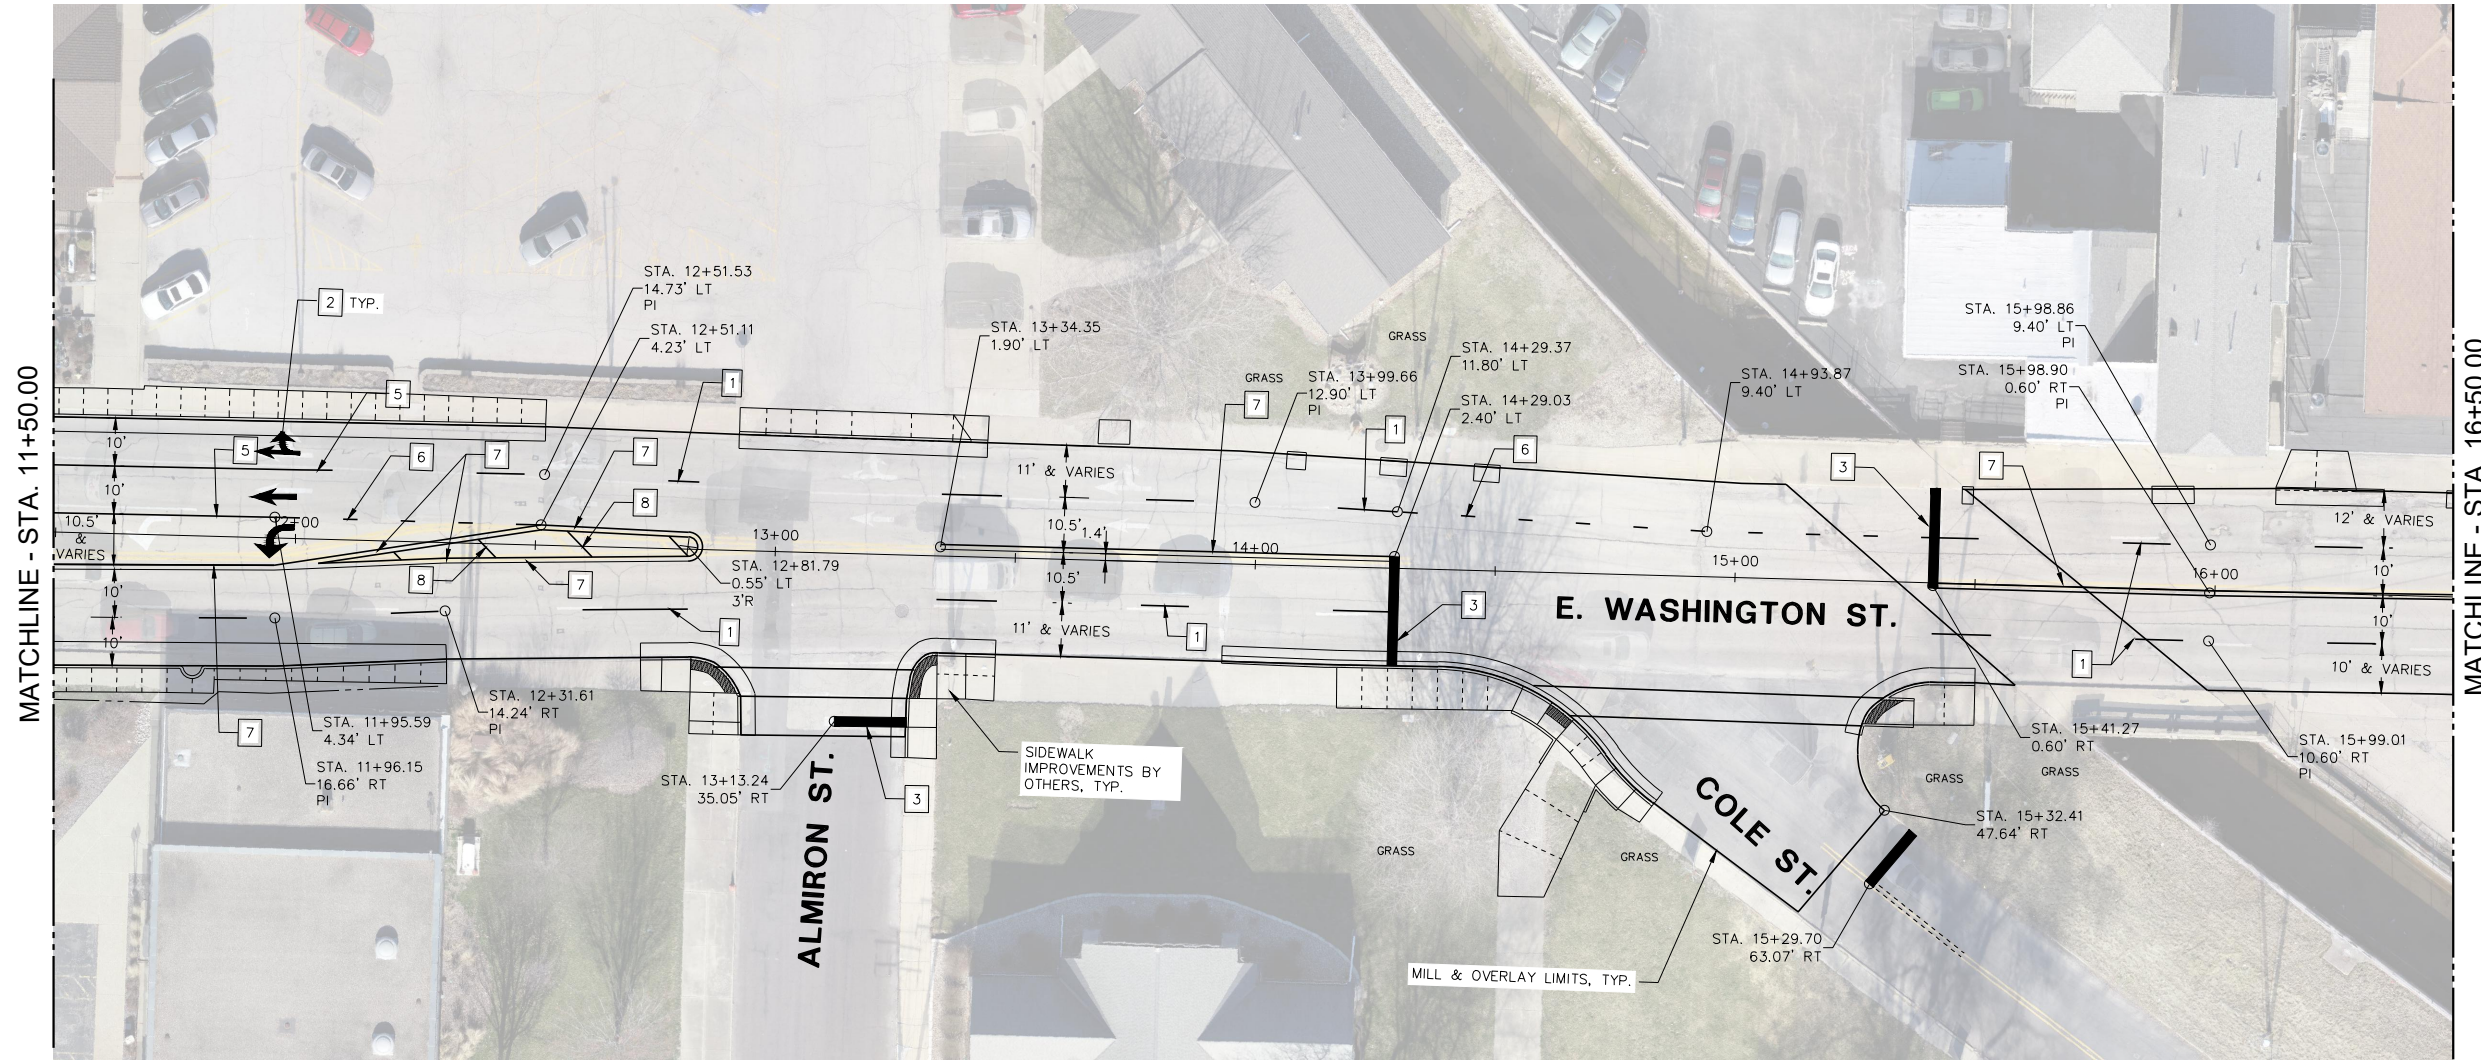 MATCHLINE - STA. 11+50.00
2 TYP.
STA. 12+51.53
14.73' LT
PI
STA. 12+51.11
4.23' LT
1
5
5
6
7
7
8
10'
10'
10.5'
&
VARIES
10'
10'
8
7
7
1
STA. 12+31.61
14.24' RT
PI
STA. 11+95.59
4.34' LT
STA. 11+96.15
16.66' RT
PI
13+00
STA. 12+81.79
0.55' LT
3'R
STA. 13+34.35
1.90' LT
11' & VARIES
10.5'
1.4'
10.5'
11' & VARIES
1
STA. 13+13.24
35.05' RT
3
ALMIRON ST.
SIDEWALK
IMPROVEMENTS BY
OTHERS, TYP.
GRASS
GRASS
7
STA. 13+99.66
12.90' LT
PI
14+00
STA. 14+29.37
11.80' LT
STA. 14+29.03
2.40' LT
1
6
3
STA. 14+93.87
9.40' LT
15+00
E. WASHINGTON ST.
3
7
STA. 15+98.86
9.40' LT
PI
STA. 15+98.90
0.60' RT
PI
16+00
12' & VARIES
10'
10'
10' & VARIES
1
STA. 15+41.27
0.60' RT
STA. 15+99.01
10.60' RT
PI
GRASS
GRASS
STA. 15+32.41
47.64' RT
COLE ST.
GRASS
GRASS
STA. 15+29.70
63.07' RT
MILL & OVERLAY LIMITS, TYP.
MATCHLINE - STA. 16+50.00